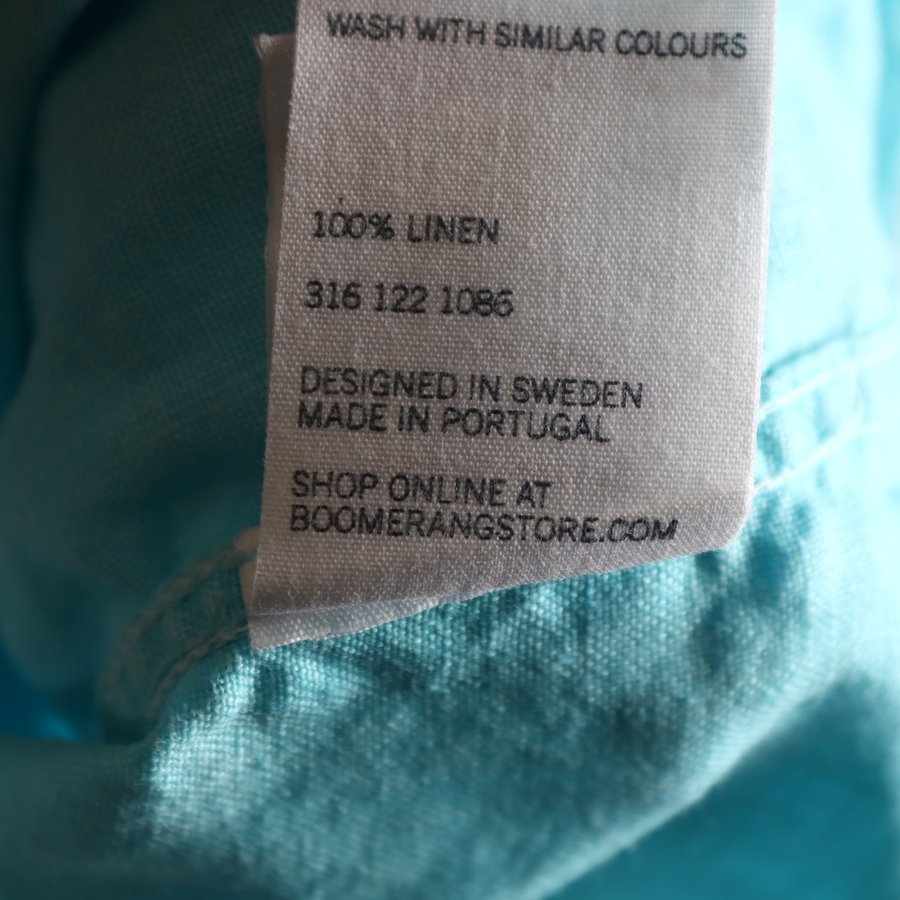 WASH WITH SIMILAR COLOURS
100% LINEN
316 122 1086
DESIGNED IN SWEDEN
MADE IN PORTUGAL
SHOP ONLINE AT
BOOMERANGSTORE.COM